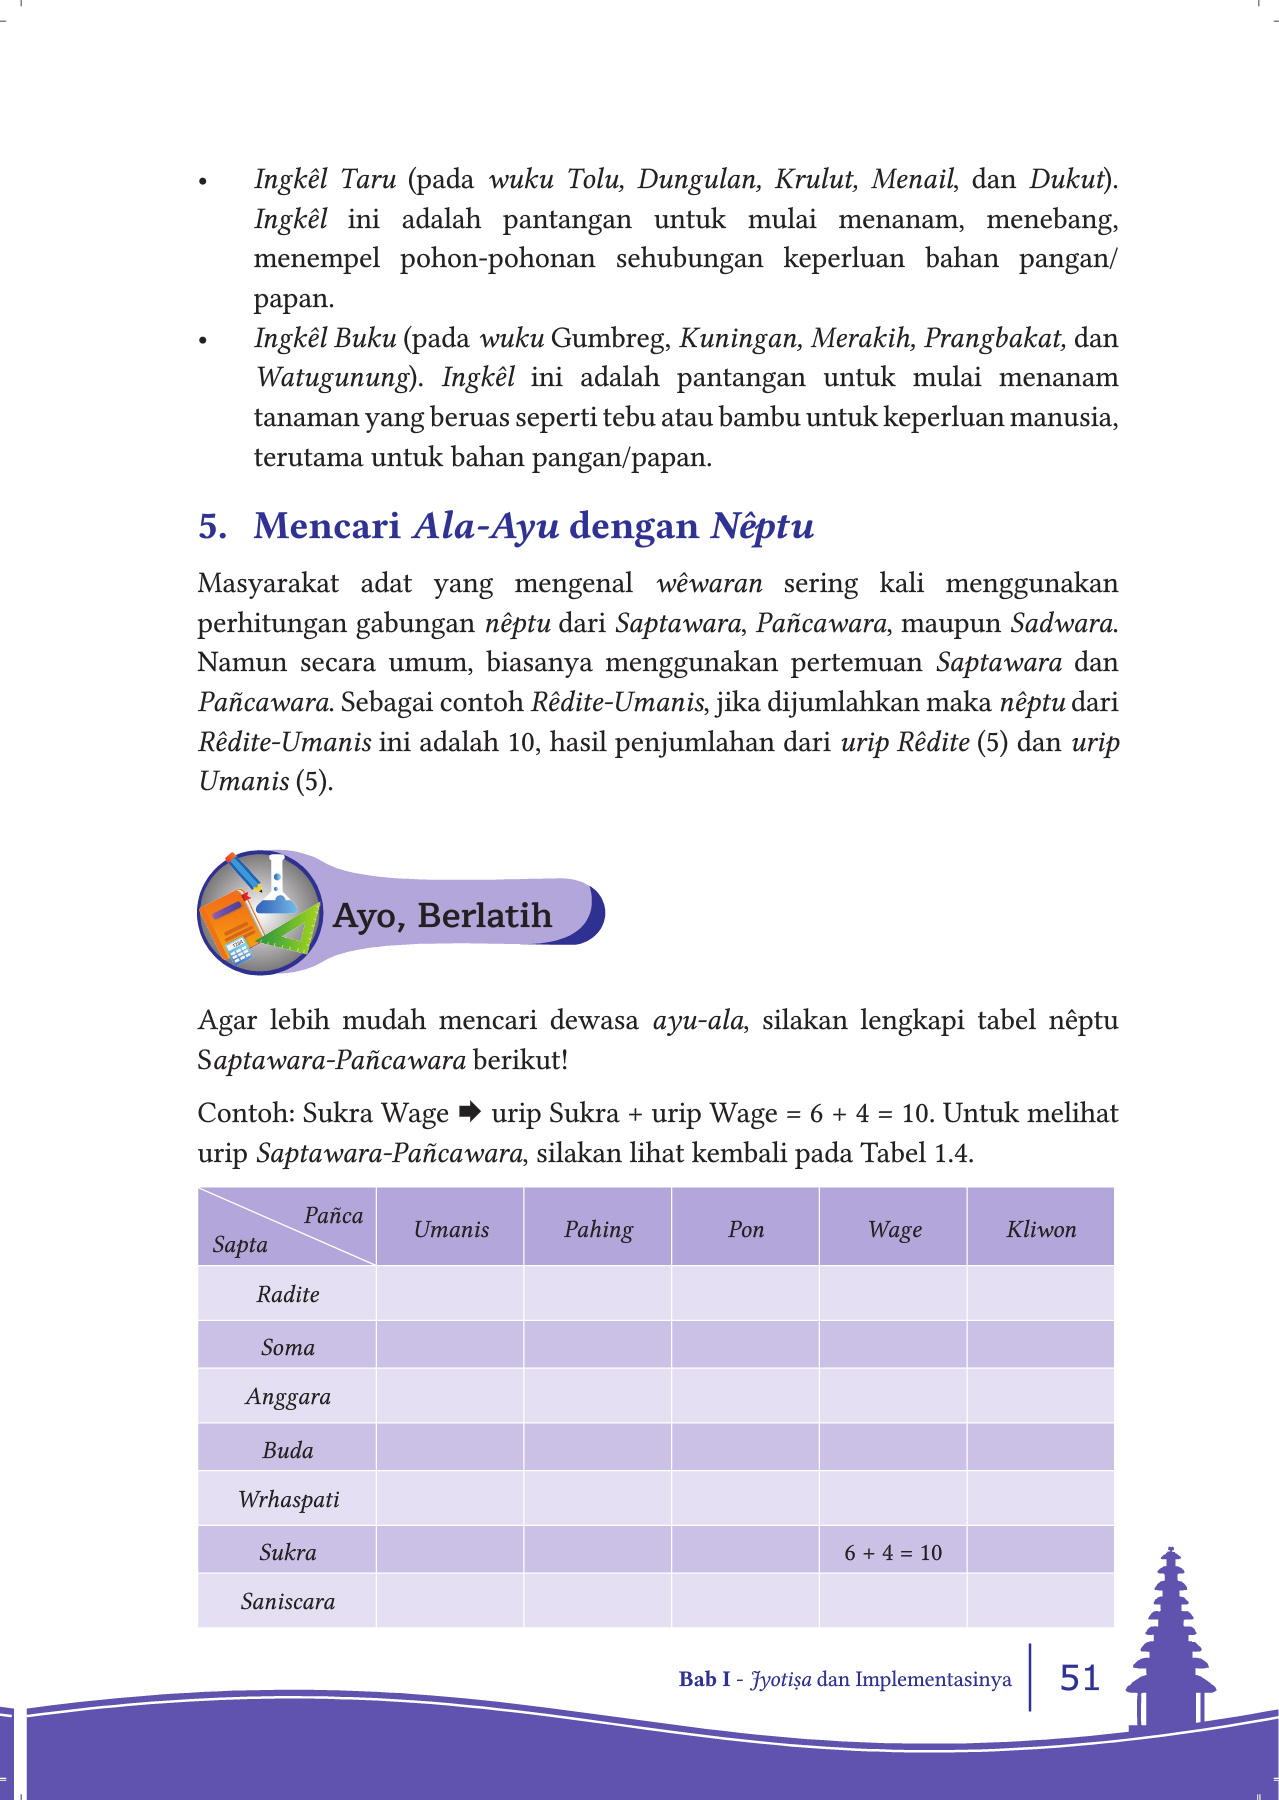 • Ingkêl Taru (pada wuku Tolu, Dungulan, Krulut, Menail, dan Dukut).
Ingkêl ini adalah pantangan untuk mulai menanam, menebang,
menempel pohon-pohonan sehubungan keperluan bahan pangan/
papan.
• Ingkêl Buku (pada wuku Gumbreg, Kuningan, Merakih, Prangbakat, dan
Watugunung). Ingkêl ini adalah pantangan untuk mulai menanam
tanaman yang beruas seperti tebu atau bambu untuk keperluan manusia,
terutama untuk bahan pangan/papan.
5. Mencari Ala-Ayu dengan Nêptu
Masyarakat adat yang mengenal wêwaran sering kali menggunakan
perhitungan gabungan nêptu dari Saptawara, Pañcawara, maupun Sadwara.
Namun secara umum, biasanya menggunakan pertemuan Saptawara dan
Pañcawara. Sebagai contoh Rêdite-Umanis, jika dijumlahkan maka nêptu dari
Rêdite-Umanis ini adalah 10, hasil penjumlahan dari urip Rêdite (5) dan urip
Umanis (5).
Ayo, Berlatih
Agar lebih mudah mencari dewasa ayu-ala, silakan lengkapi tabel nêptu
Saptawara-Pañcawara berikut!
Contoh: Sukra Wage 🡆 urip Sukra + urip Wage = 6 + 4 = 10. Untuk melihat
urip Saptawara-Pañcawara, silakan lihat kembali pada Tabel 1.4.
Pañca
Sapta
Umanis Pahing Pon Wage Kliwon
Radite
Soma
Anggara
Buda
Wrhaspati
Sukra 6 + 4 = 10
Saniscara
Bab I - Jyotiṣa dan Implementasinya 51